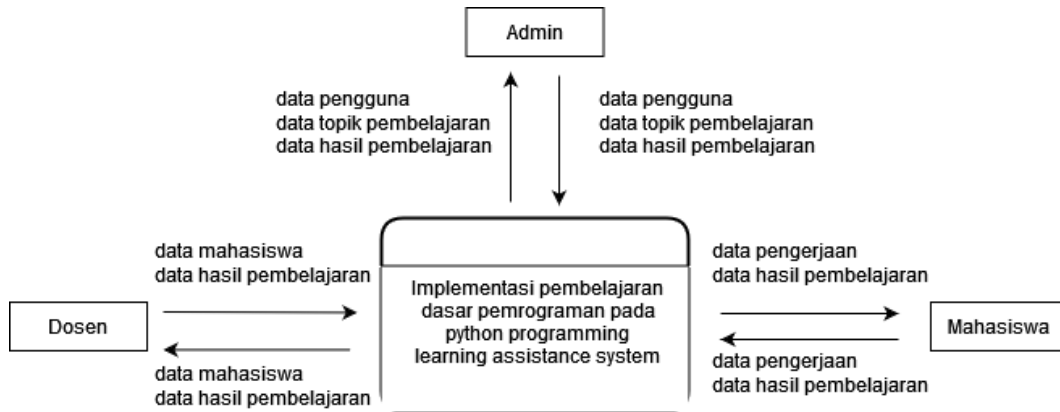 Admin
data pengguna
data topik pembelajaran
data hasil pembelajaran
data pengguna
data topik pembelajaran
data hasil pembelajaran
data mahasiswa
data hasil pembelajaran
Dosen
data mahasiswa
data hasil pembelajaran
Implementasi pembelajaran
dasar pemrograman pada
python programming
learning assistance system
data pengerjaan
data hasil pembelajaran
Mahasiswa
data pengerjaan
data hasil pembelajaran